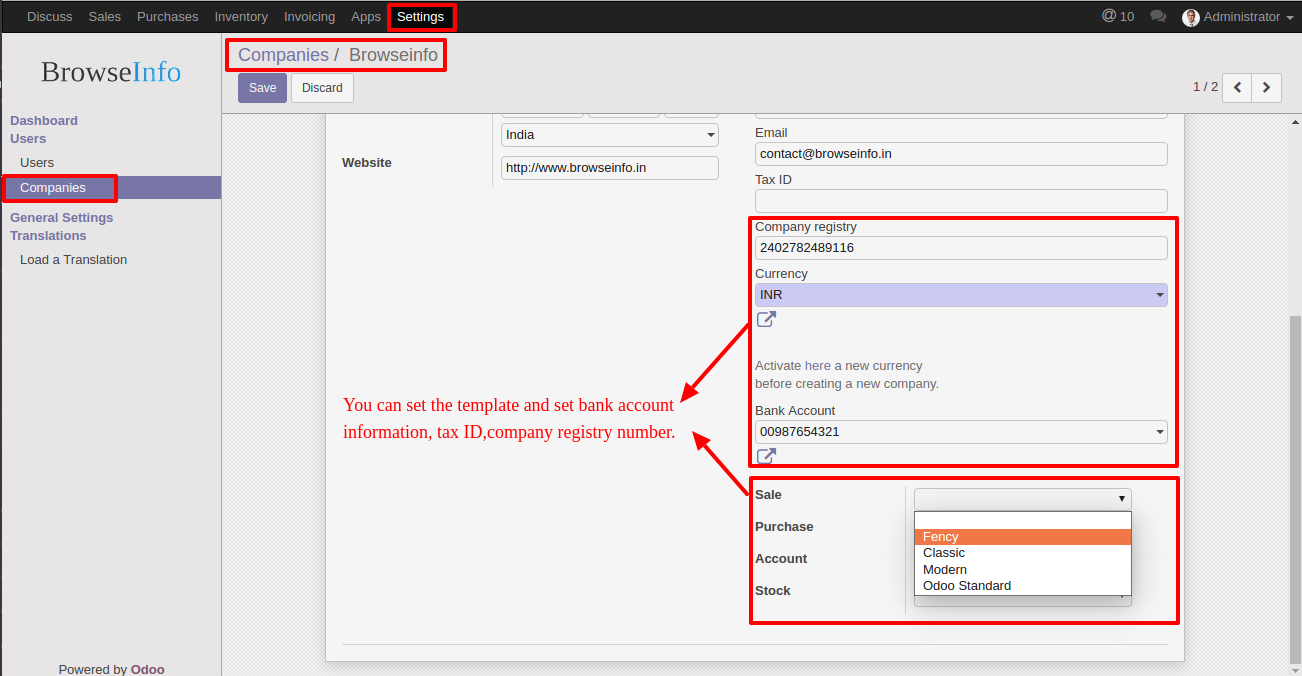 Discuss Sales Purchases Inventory Invoicing Apps Settings @ 10 Administrator
BrowseInfo
Companies / Browseinfo
Save Discard
1 / 2
Dashboard
Users
Users
Companies
General Settings
Translations
Load a Translation
Powered by Odoo
India
Website
http://www.browseinfo.in
Email
contact@browseinfo.in
Tax ID
Company registry
2402782489116
Currency
INR
Activate here a new currency
before creating a new company.
Bank Account
00987654321
You can set the template and set bank account
information, tax ID,company registry number.
Sale
Purchase
Account
Stock
Fency
Classic
Modern
Odoo Standard